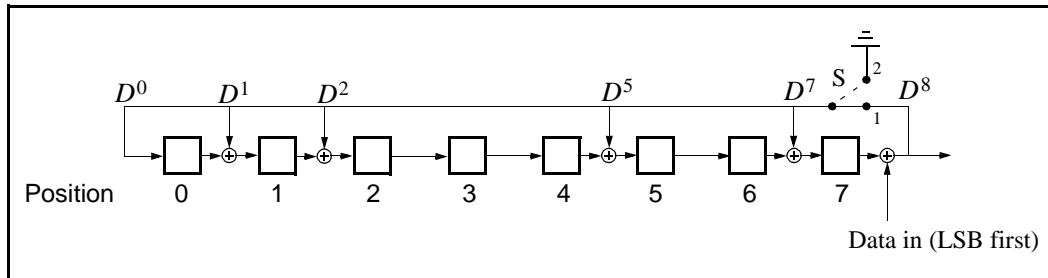 2
S
D⁰ D¹ D² D⁵ D⁷ D⁸
1
Position 0 1 2 3 4 5 6 7
Data in (LSB first)